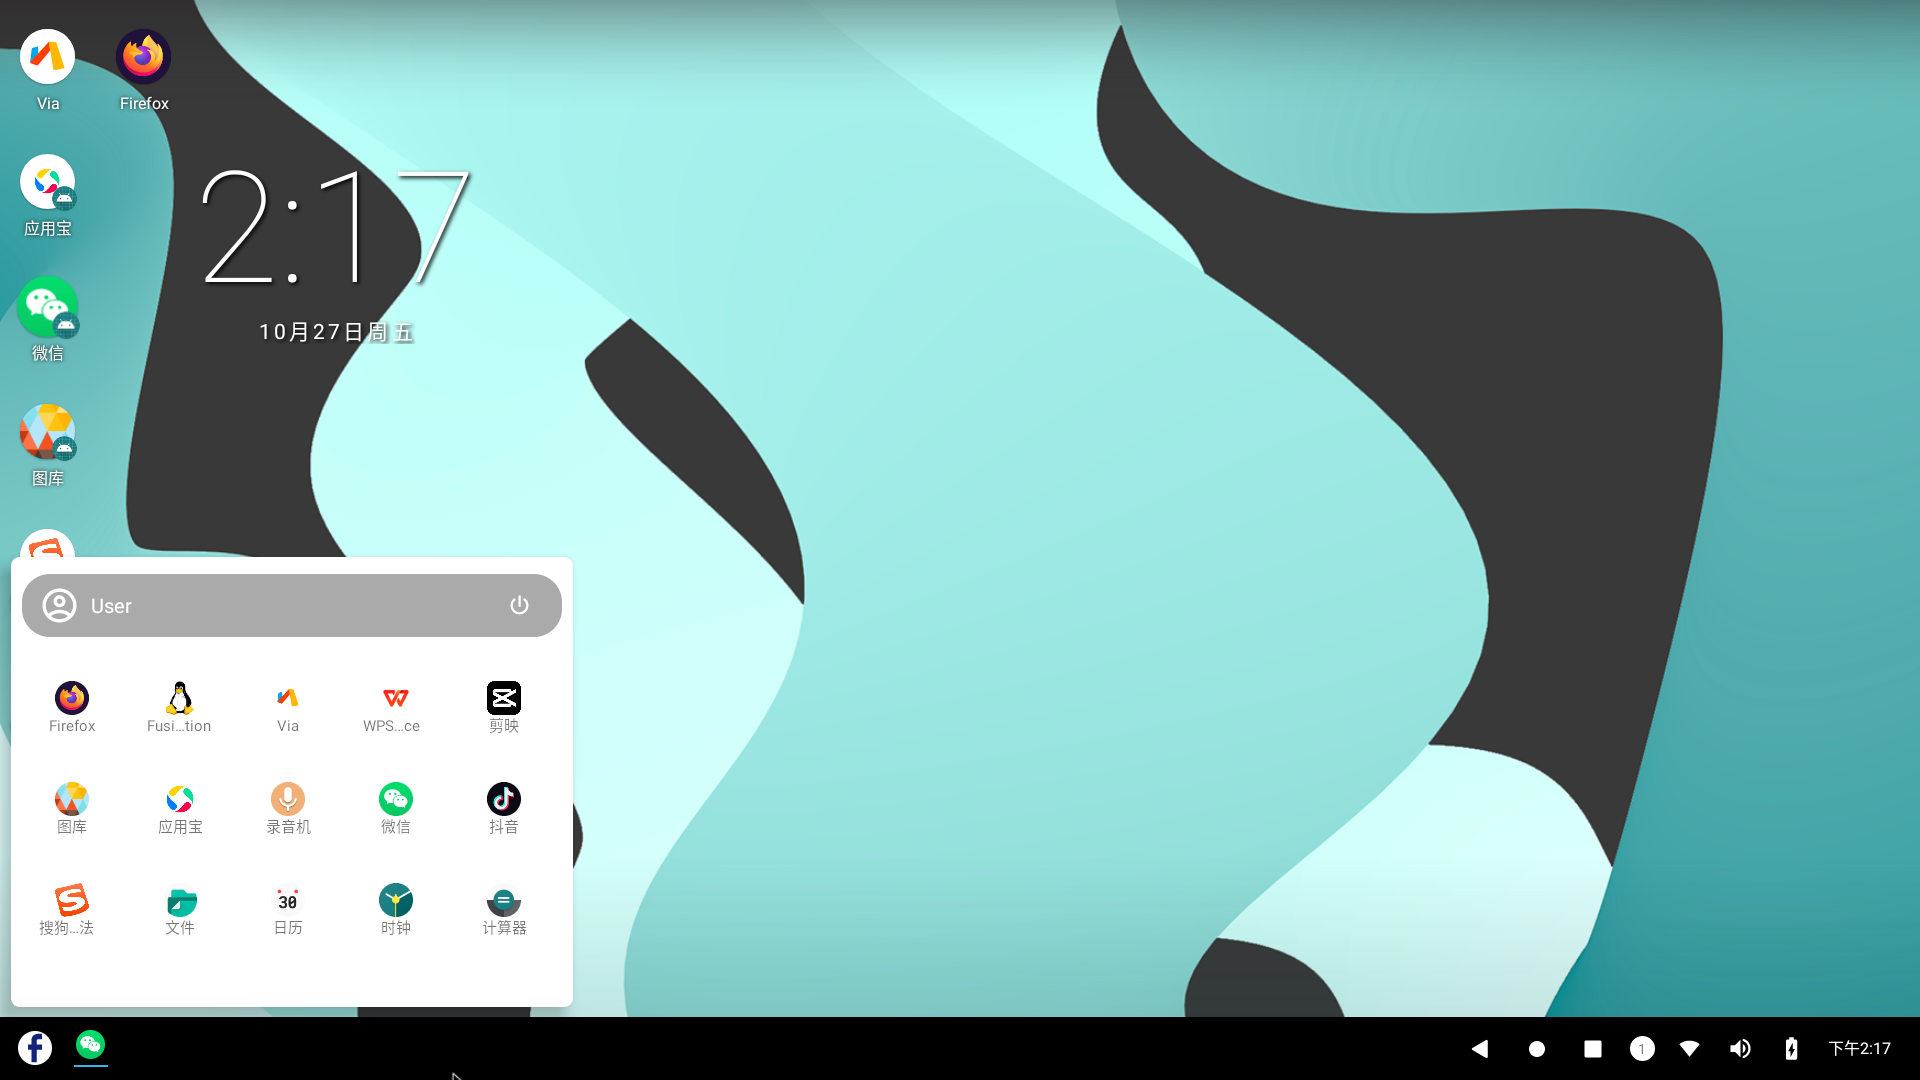 Via
Firefox
应用宝
微信
图库
2:17
10月27日周五
User
Firefox
Fusi...tion
Via
WPS...ce
剪映
图库
应用宝
录音机
微信
抖音
搜狗...法
文件
30
日历
时钟
计算器
1
下午2:17